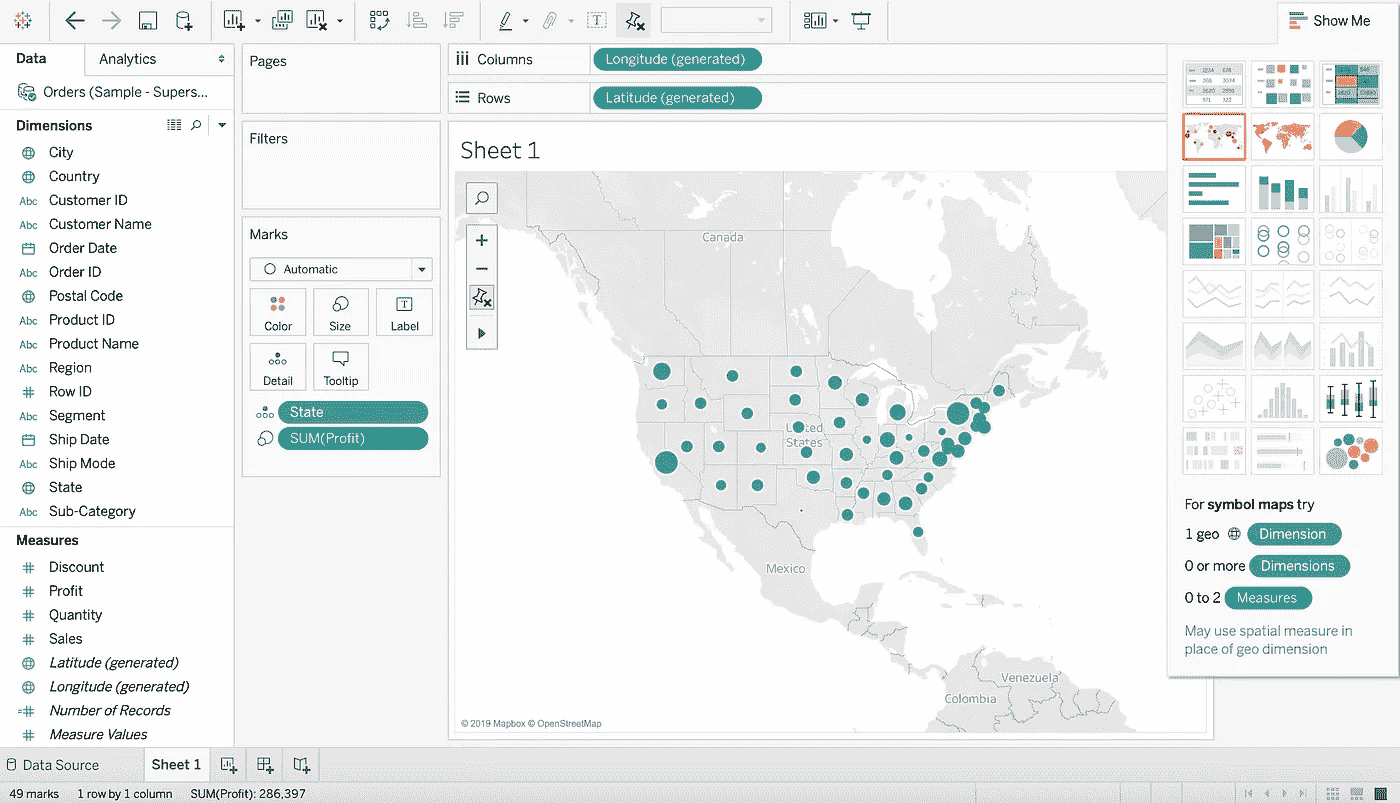 Show Me
Data
Analytics
Orders (Sample - Supers...
Dimensions
City
Country
Abc Customer ID
Abc Customer Name
Order Date
Abc Order ID
Postal Code
Abc Product ID
Abc Product Name
Abc Region
Row ID
Abc Segment
Ship Date
Abc Ship Mode
State
Abc Sub-Category
Measures
Discount
Profit
Quantity
Sales
Latitude (generated)
Longitude (generated)
Number of Records
Measure Values
Pages
Filters
Marks
Automatic
Color
Size
Label
Detail
Tooltip
State
SUM(Profit)
Columns
Longitude (generated)
Rows
Latitude (generated)
Sheet 1
Canada
United
States
Mexico
Venezuela
Colombia
© 2019 Mapbox © OpenStreetMap
For symbol maps try
1 geo Dimension
0 or more Dimensions
0 to 2 Measures
May use spatial measure in
place of geo dimension
Data Source
Sheet 1
49 marks
1 row by 1 column
SUM(Profit): 286,397